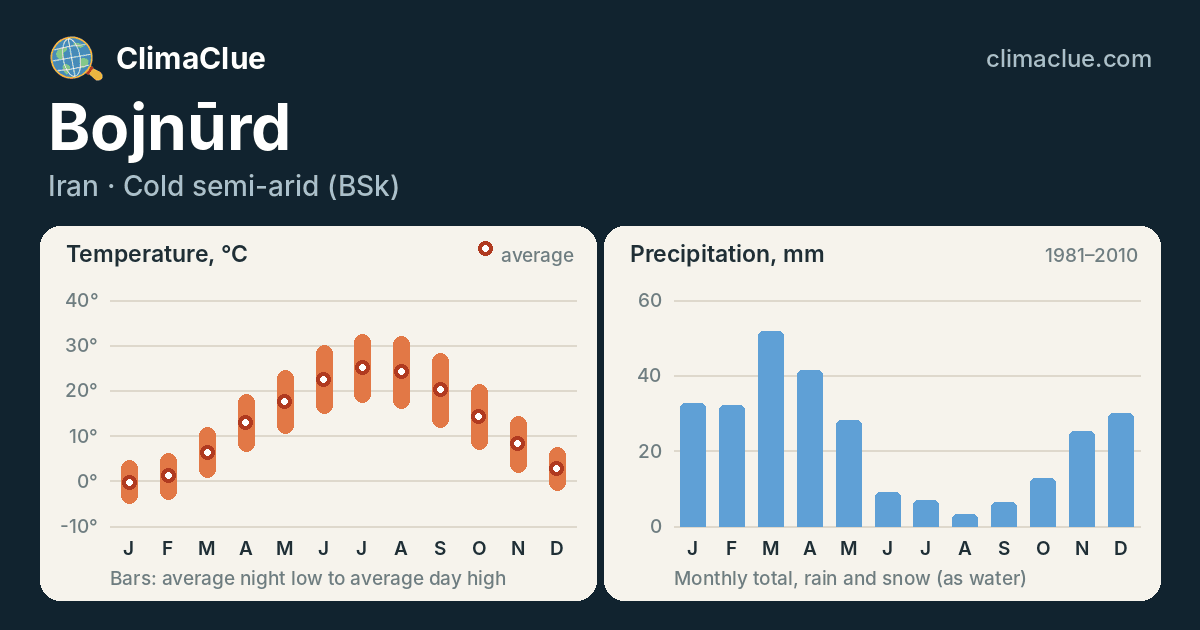 ClimaClue
climaclue.com
Bojnūrd
Iran · Cold semi-arid (BSk)
Temperature, °C
average
40°
30°
20°
10°
0°
-10°
J F M A M J J A S O N D
Bars: average night low to average day high
Precipitation, mm
1981–2010
60
40
20
0
J F M A M J J A S O N D
Monthly total, rain and snow (as water)